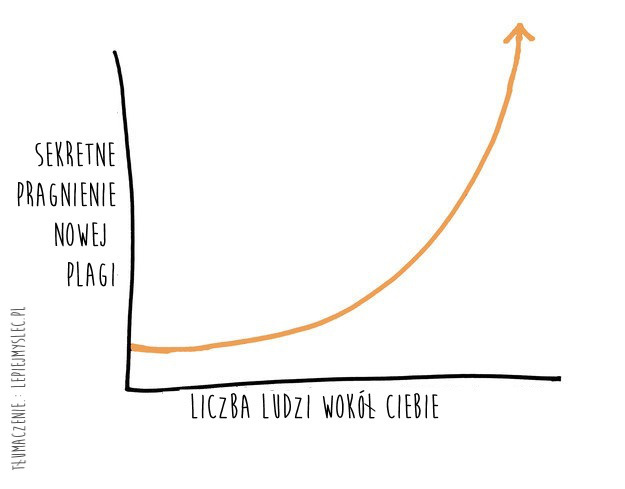 SEKRETNE
PRAGNIENIE
NOWEJ
PLAGI
LICZBA LUDZI WOKÓŁ CIEBIE
TŁUMACZENIE.: LEPIEJMYSLEC.PL